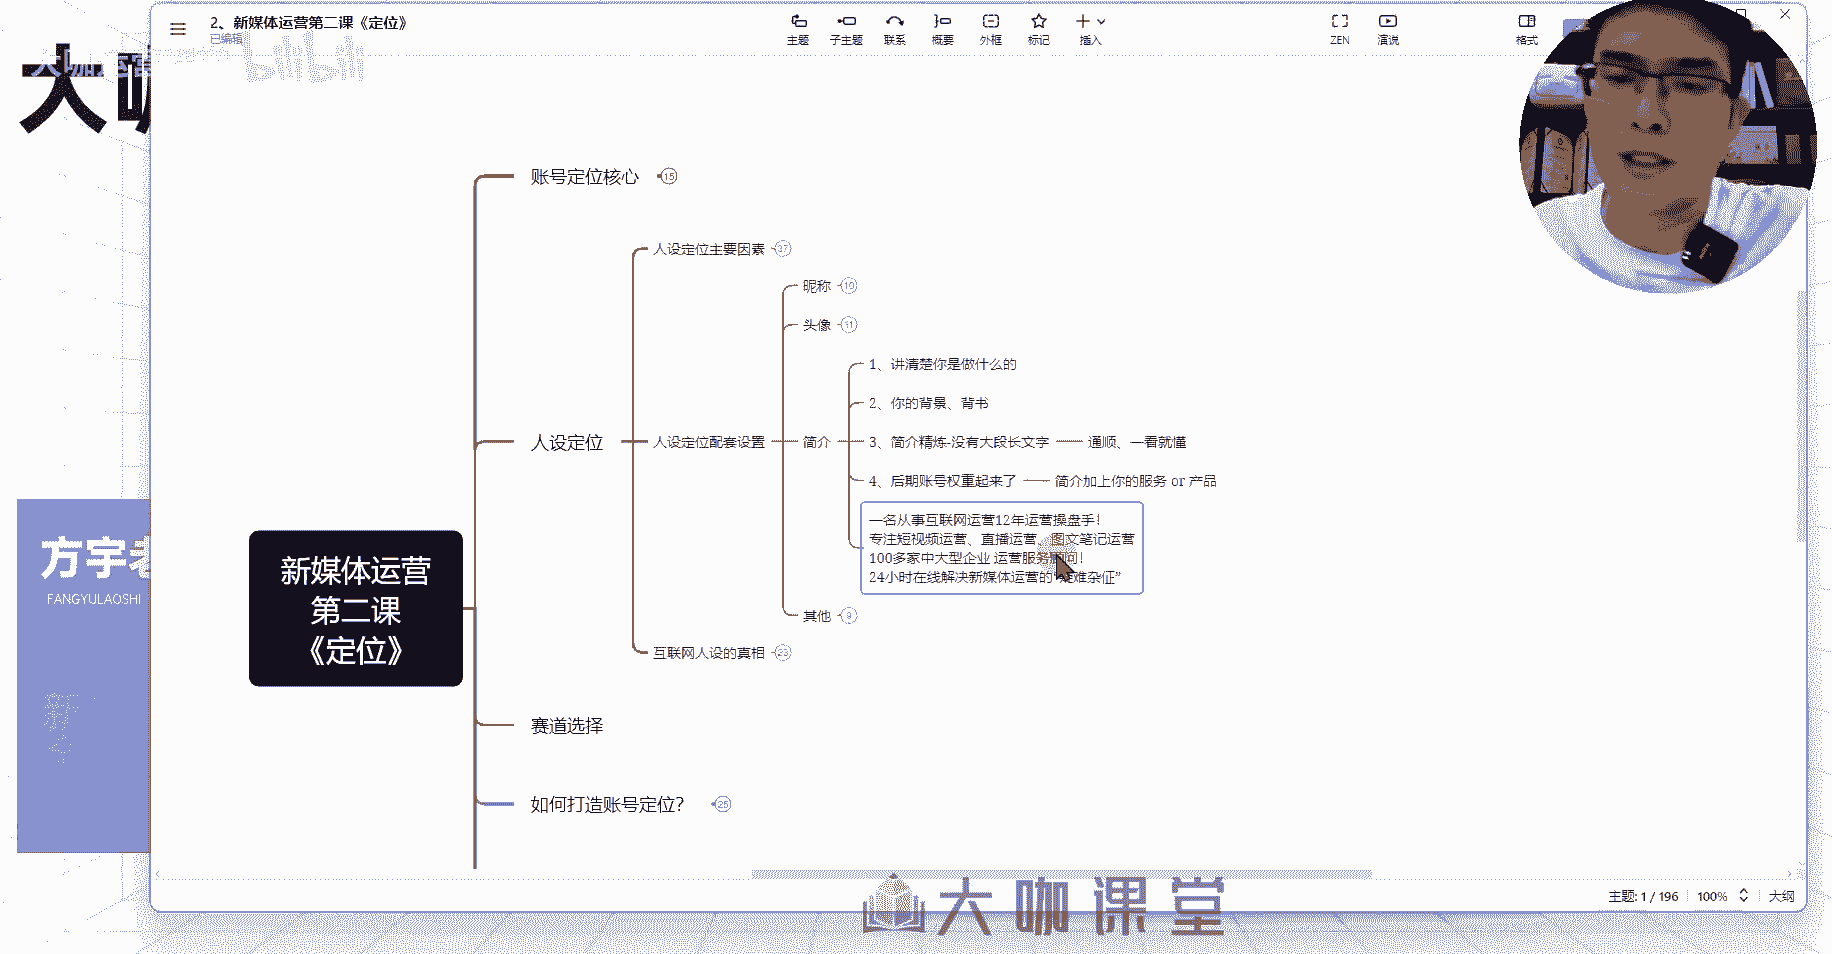 2、新媒体运营第二课《定位》
已编辑
主题
子主题
联系
概要
外框
标记
插入
ZEN
演说
格式
bilibili
大咖
账号定位核心
15
人设定位主要因素
37
昵称
10
头像
11
1、讲清楚你是做什么的
2、你的背景、背书
人设定位
人设定位配套设置
简介
3、简介精炼-没有大段长文字
通顺、一看就懂
4、后期账号权重起来了
简介加上你的服务 or 产品
一名从事互联网运营12年运营操盘手!
专注短视频运营、直播运营、图文笔记运营
100多家中大型企业 运营服务顾问!
24小时在线解决新媒体运营的“疑难杂症”
其他
9
互联网人设的真相
23
新媒体运营
第二课
《定位》
赛道选择
如何打造账号定位?
25
方宇老
FANGYULAOSHI
大咖课堂
主题: 1 / 196
100%
大纲